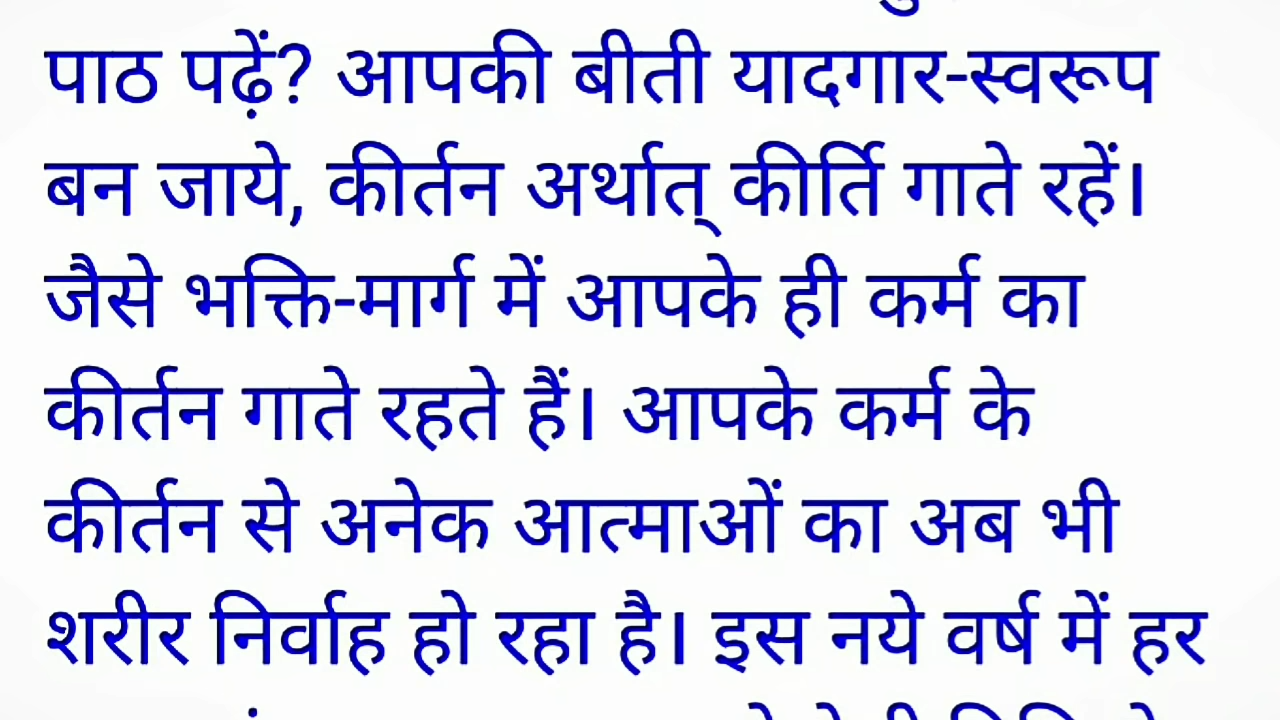 पाठ पढ़ें? आपकी बीती यादगार-स्वरूप
बन जाये, कीर्तन अर्थात् कीर्ति गाते रहें।
जैसे भक्ति-मार्ग में आपके ही कर्म का
कीर्तन गाते रहते हैं। आपके कर्म के
कीर्तन से अनेक आत्माओं का अब भी
शरीर निर्वाह हो रहा है। इस नये वर्ष में हर